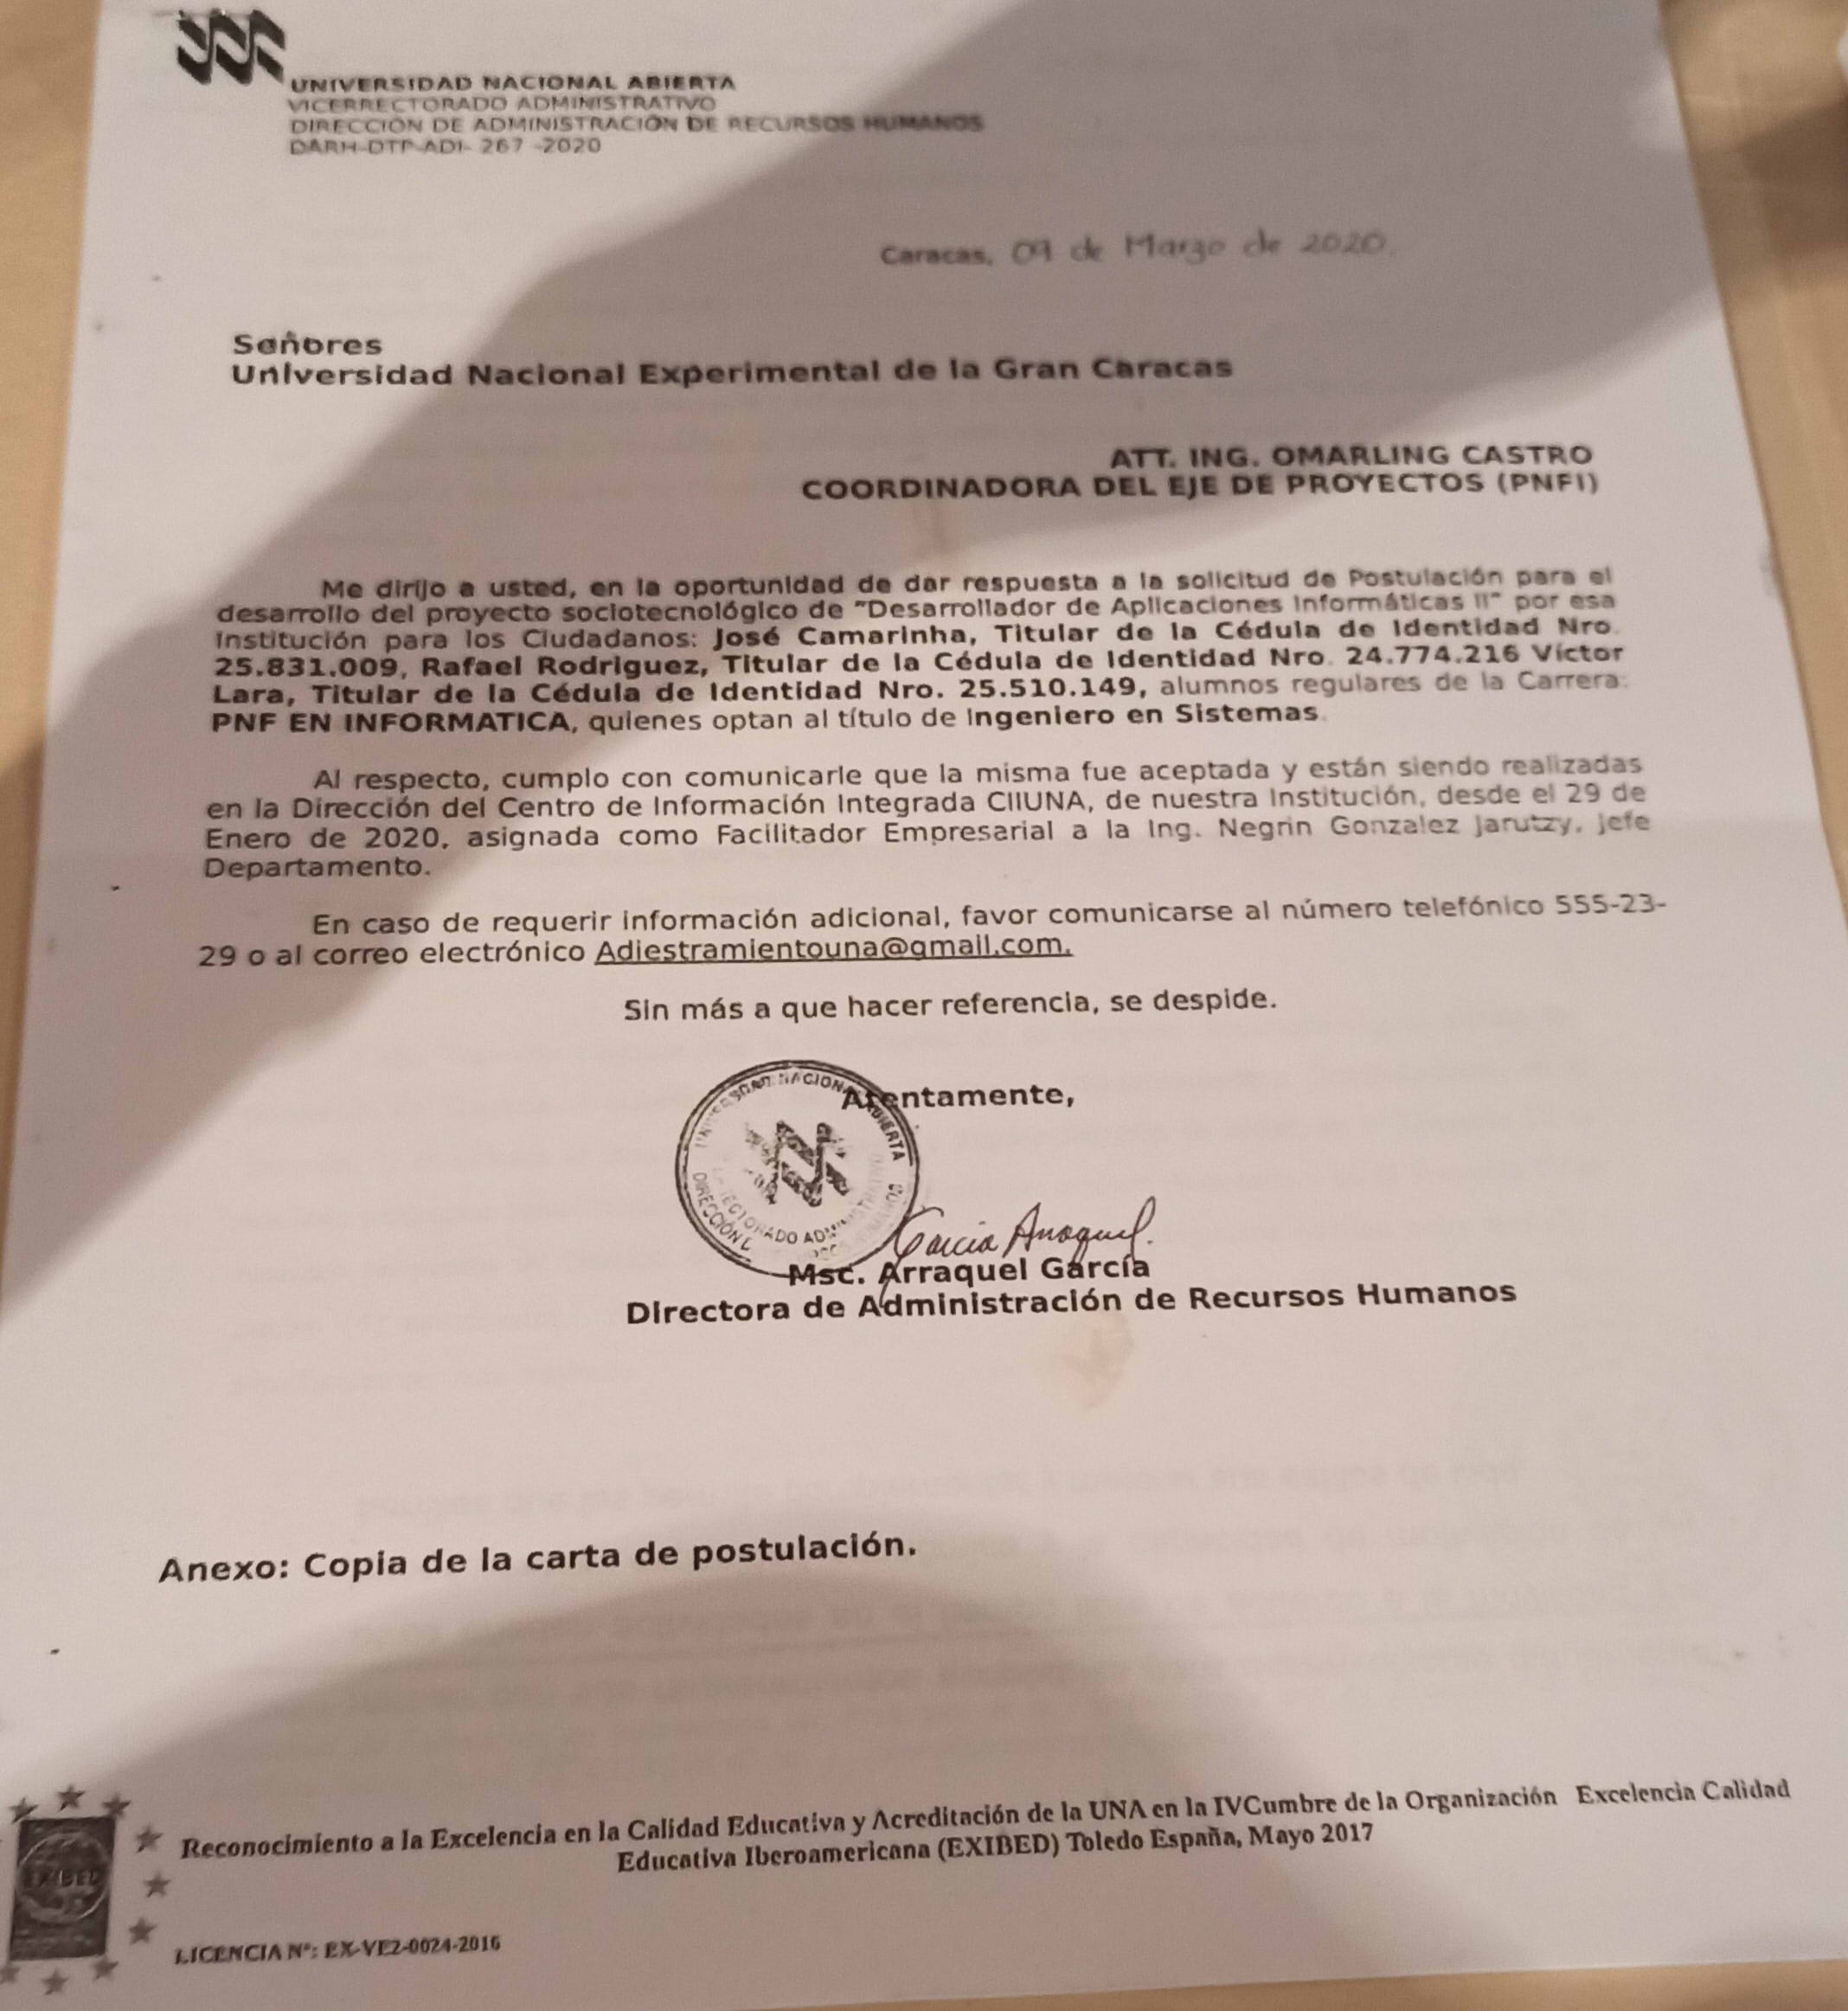 UNIVERSIDAD NACIONAL ABIERTA
VICERRECTORADO ADMINISTRATIVO
DIRECCIÓN DE ADMINISTRACIÓN DE RECURSOS HUMANOS
DARH-DTP-ADI- 267 -2020
Caracas, 09 de Marzo de 2020.
Señores
Universidad Nacional Experimental de la Gran Caracas
ATT. ING. OMARLING CASTRO
COORDINADORA DEL EJE DE PROYECTOS (PNFI)
Me dirijo a usted, en la oportunidad de dar respuesta a la solicitud de Postulación para el
desarrollo del proyecto sociotecnológico de "Desarrollador de Aplicaciones Informáticas II" por esa
Institución para los Ciudadanos: José Camarinha, Titular de la Cédula de Identidad Nro.
25.831.009, Rafael Rodriguez, Titular de la Cédula de Identidad Nro. 24.774.216 Víctor
Lara, Titular de la Cédula de Identidad Nro. 25.510.149, alumnos regulares de la Carrera:
PNF EN INFORMATICA, quienes optan al título de Ingeniero en Sistemas.
Al respecto, cumplo con comunicarle que la misma fue aceptada y están siendo realizadas
en la Dirección del Centro de Información Integrada CIIUNA, de nuestra Institución, desde el 29 de
Enero de 2020, asignada como Facilitador Empresarial a la Ing. Negrin Gonzalez Jarutzy, Jefe
Departamento.
En caso de requerir información adicional, favor comunicarse al número telefónico 555-23-
29 o al correo electrónico Adiestramientouna@gmail.com.
Sin más a que hacer referencia, se despide.
Atentamente,
UNIVERSIDAD NACIONAL ABIERTA
DIRECCIÓN
Msc. Arraquel García
Directora de Administración de Recursos Humanos
Anexo: Copia de la carta de postulación.
Reconocimiento a la Excelencia en la Calidad Educativa y Acreditación de la UNA en la IVCumbre de la Organización Excelencia Calidad
Educativa Iberoamericana (EXIBED) Toledo España, Mayo 2017
LICENCIA Nº: EX-VE2-0024-2016